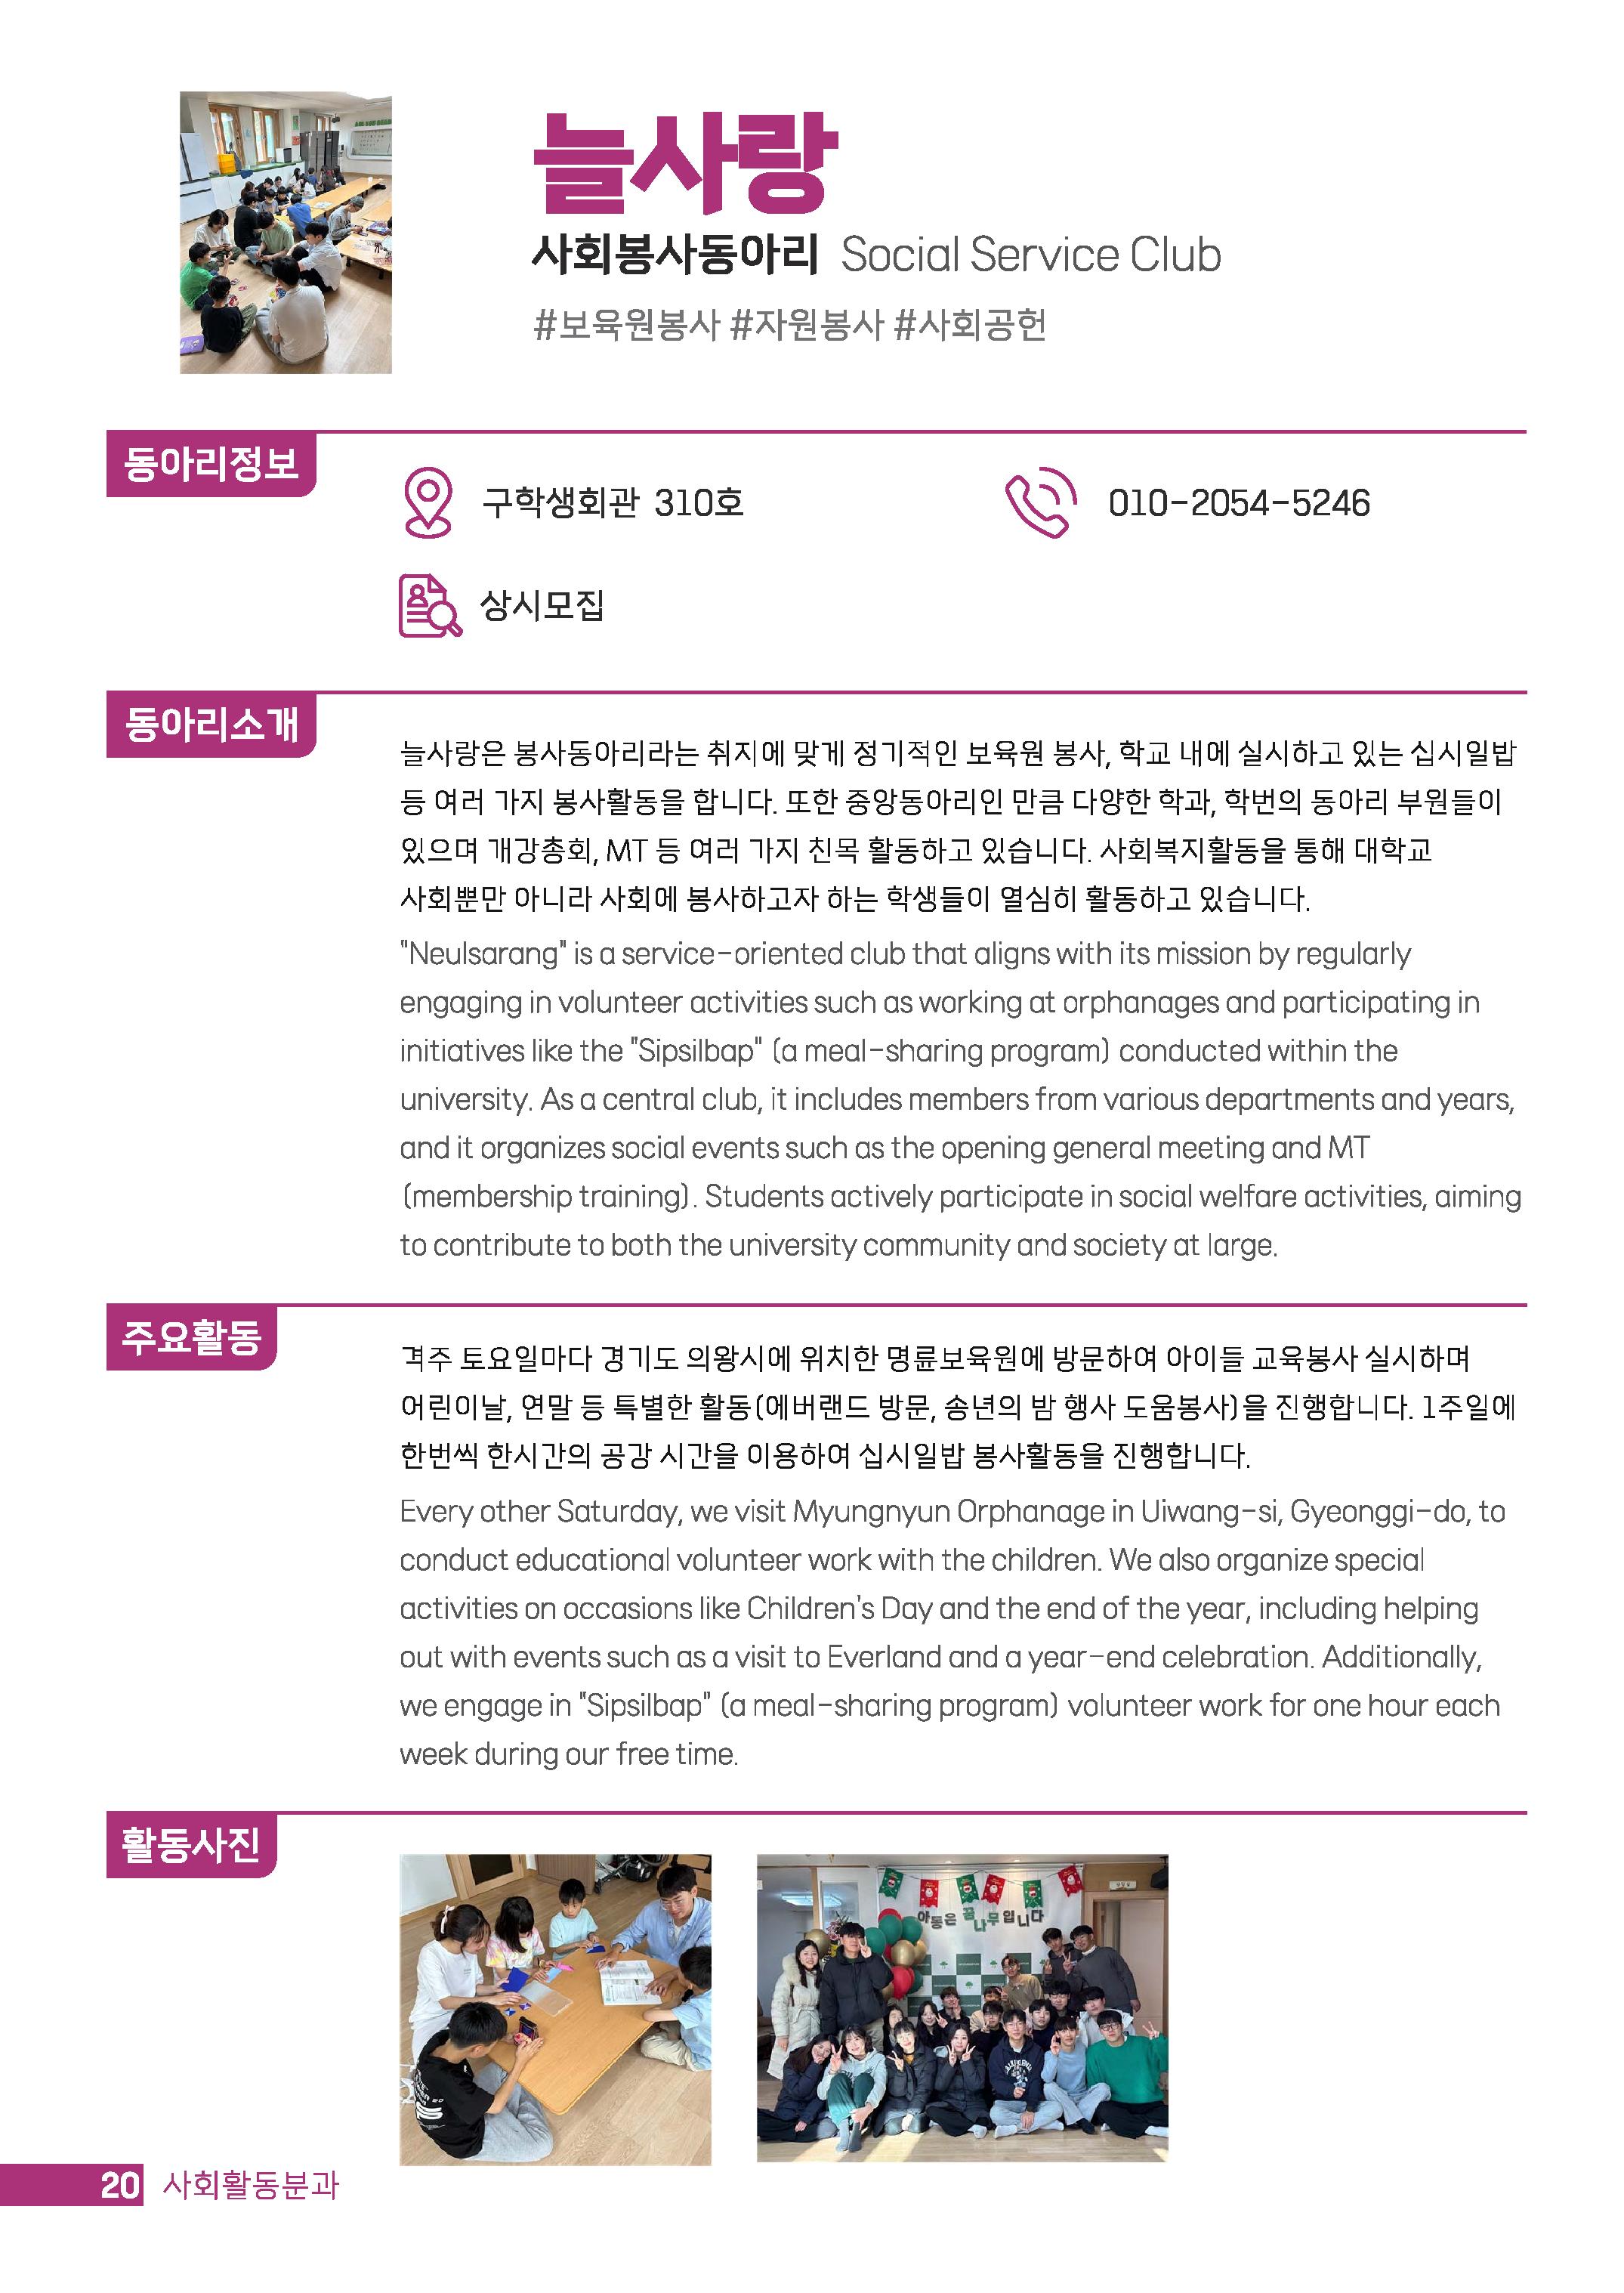 늘사랑
사회봉사동아리 Social Service Club
#보육원봉사 #자원봉사 #사회공헌
동아리정보
구학생회관 310호
010-2054-5246
상시모집
동아리소개
늘사랑은 봉사동아리라는 취지에 맞게 정기적인 보육원 봉사, 학교 내에 실시하고 있는 십시일밥
등 여러 가지 봉사활동을 합니다. 또한 중앙동아리인 만큼 다양한 학과, 학번의 동아리 부원들이
있으며 개강총회, MT 등 여러 가지 친목 활동하고 있습니다. 사회복지활동을 통해 대학교
사회뿐만 아니라 사회에 봉사하고자 하는 학생들이 열심히 활동하고 있습니다.
"Neulsarang" is a service-oriented club that aligns with its mission by regularly
engaging in volunteer activities such as working at orphanages and participating in
initiatives like the "Sipsilbap" (a meal-sharing program) conducted within the
university. As a central club, it includes members from various departments and years,
and it organizes social events such as the opening general meeting and MT
(membership training). Students actively participate in social welfare activities, aiming
to contribute to both the university community and society at large.
주요활동
격주 토요일마다 경기도 의왕시에 위치한 명륜보육원에 방문하여 아이들 교육봉사 실시하며
어린이날, 연말 등 특별한 활동(에버랜드 방문, 송년의 밤 행사 도움봉사)을 진행합니다. 1주일에
한번씩 한시간의 공강 시간을 이용하여 십시일밥 봉사활동을 진행합니다.
Every other Saturday, we visit Myungnyun Orphanage in Uiwang-si, Gyeonggi-do, to
conduct educational volunteer work with the children. We also organize special
activities on occasions like Children's Day and the end of the year, including helping
out with events such as a visit to Everland and a year-end celebration. Additionally,
we engage in "Sipsilbap" (a meal-sharing program) volunteer work for one hour each
week during our free time.
활동사진
아동은 꿈나무입니다
20 사회활동분과